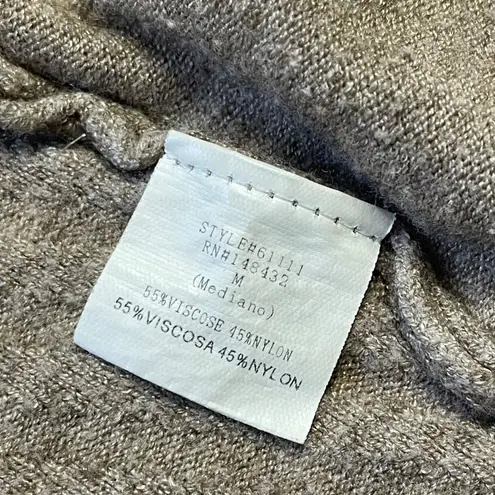 STYLE#61111
RN#148432
M
(Mediano)
55%VISCOSE 45%NYLON
55%VISCOSA 45%NYLON